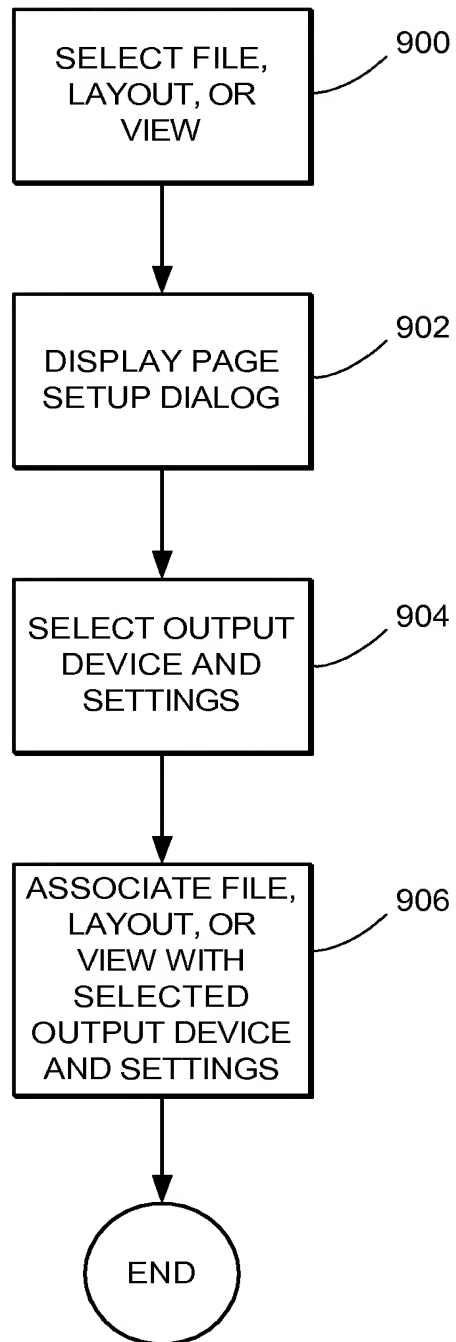 SELECT FILE,
LAYOUT, OR
VIEW
900
DISPLAY PAGE
SETUP DIALOG
902
SELECT OUTPUT
DEVICE AND
SETTINGS
904
ASSOCIATE FILE,
LAYOUT, OR
VIEW WITH
SELECTED
OUTPUT DEVICE
AND SETTINGS
906
END